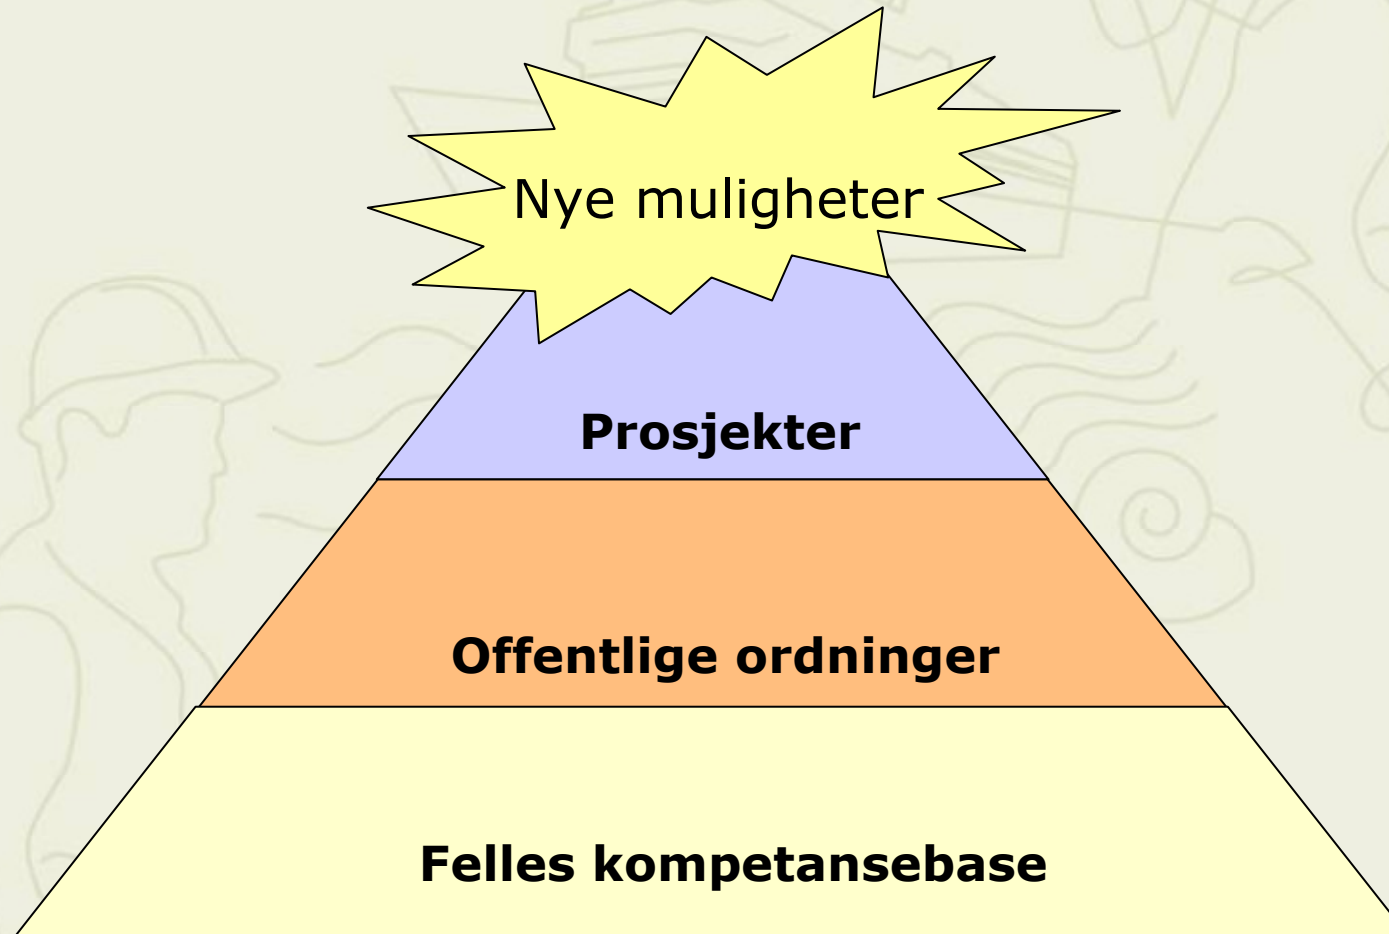 Nye muligheter
Prosjekter
Offentlige ordninger
Felles kompetansebase